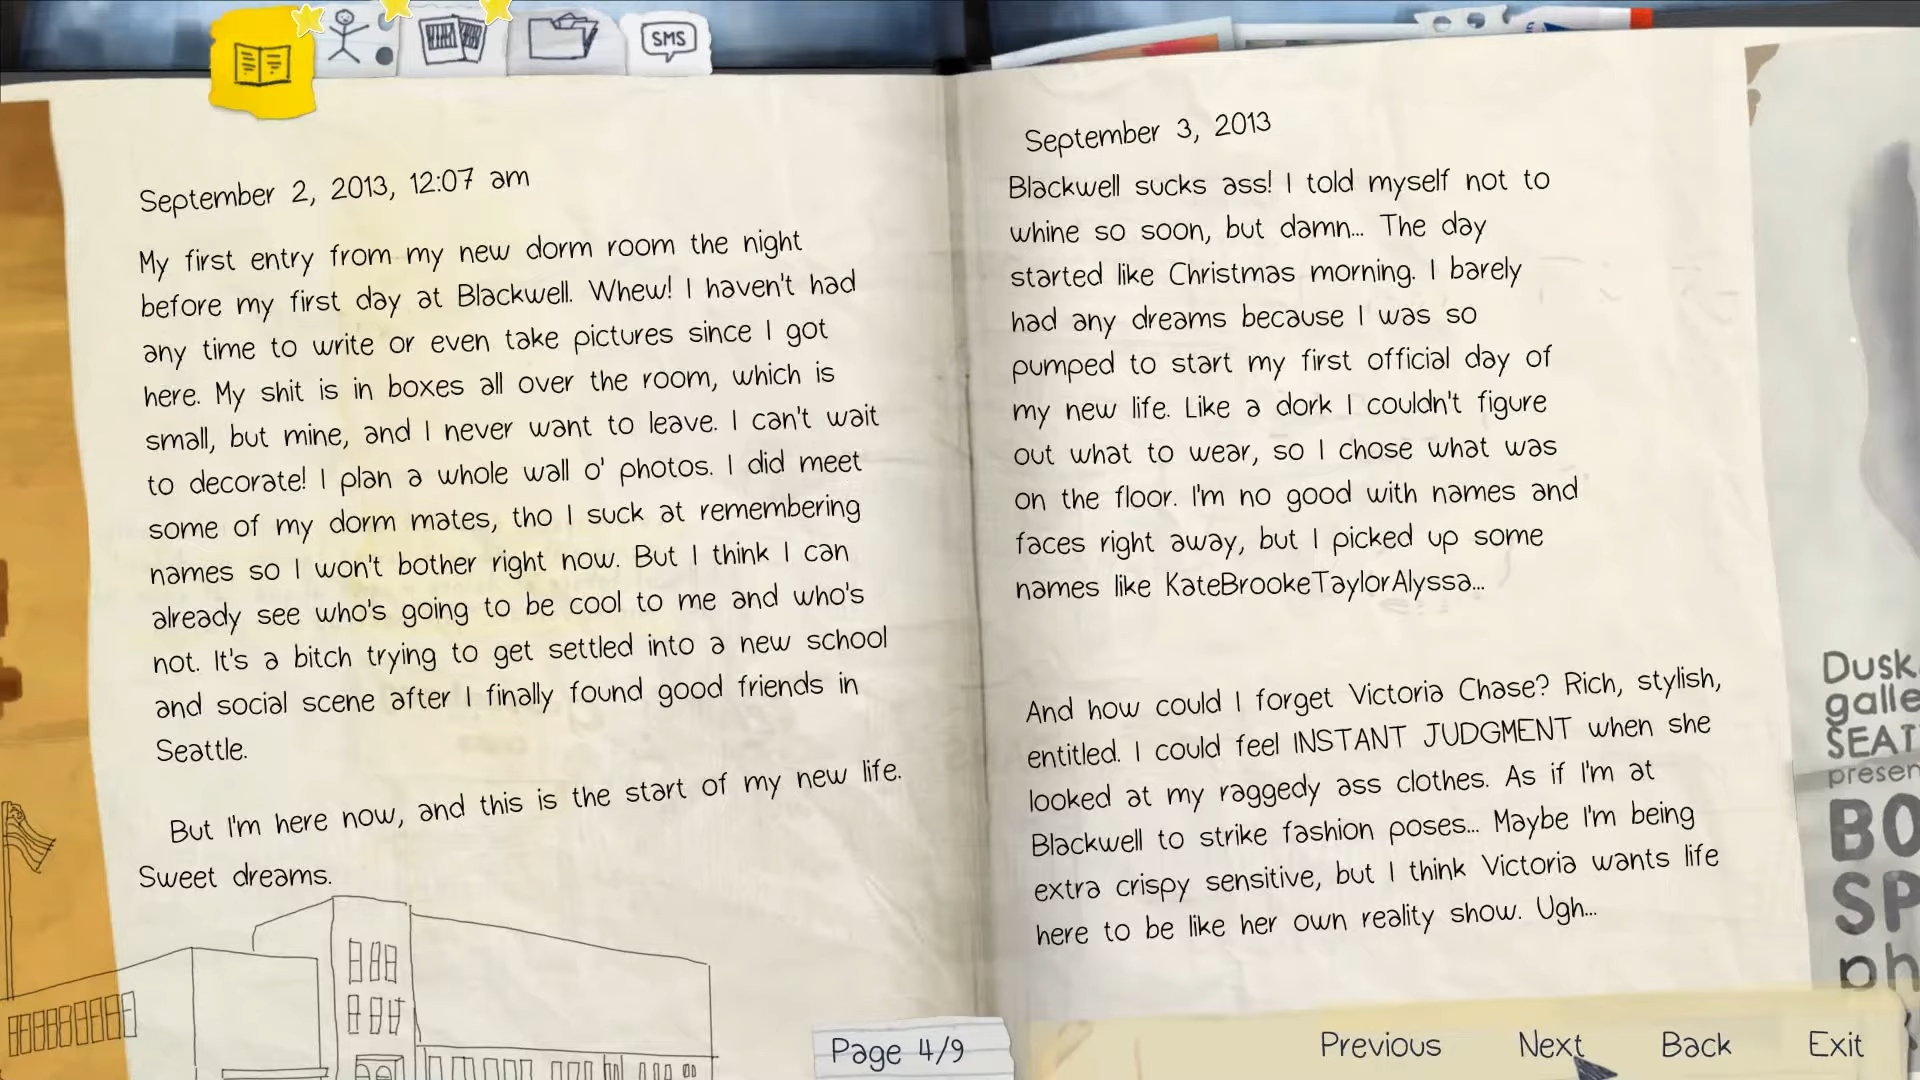 SMS
September 2, 2013, 12:07 am
My first entry from my new dorm room the night
before my first day at Blackwell. Whew! I haven't had
any time to write or even take pictures since I got
here. My shit is in boxes all over the room, which is
small, but mine, and I never want to leave. I can't wait
to decorate! I plan a whole wall o' photos. I did meet
some of my dorm mates, tho I suck at remembering
names so I won't bother right now. But I think I can
already see who's going to be cool to me and who's
not. It's a bitch trying to get settled into a new school
and social scene after I finally found good friends in
Seattle.
But I'm here now, and this is the start of my new life.
Sweet dreams.
September 3, 2013
Blackwell sucks ass! I told myself not to
whine so soon, but damn... The day
started like Christmas morning. I barely
had any dreams because I was so
pumped to start my first official day of
my new life. Like a dork I couldn't figure
out what to wear, so I chose what was
on the floor. I'm no good with names and
faces right away, but I picked up some
names like KateBrookeTaylorAlyssa...
And how could I forget Victoria Chase? Rich, stylish,
entitled. I could feel INSTANT JUDGMENT when she
looked at my raggedy ass clothes. As if I'm at
Blackwell to strike fashion poses... Maybe I'm being
extra crispy sensitive, but I think Victoria wants life
here to be like her own reality show. Ugh...
Dusk
galle
SEAT
presen
BO
SP
ph
Page 4/9
Previous Next Back Exit